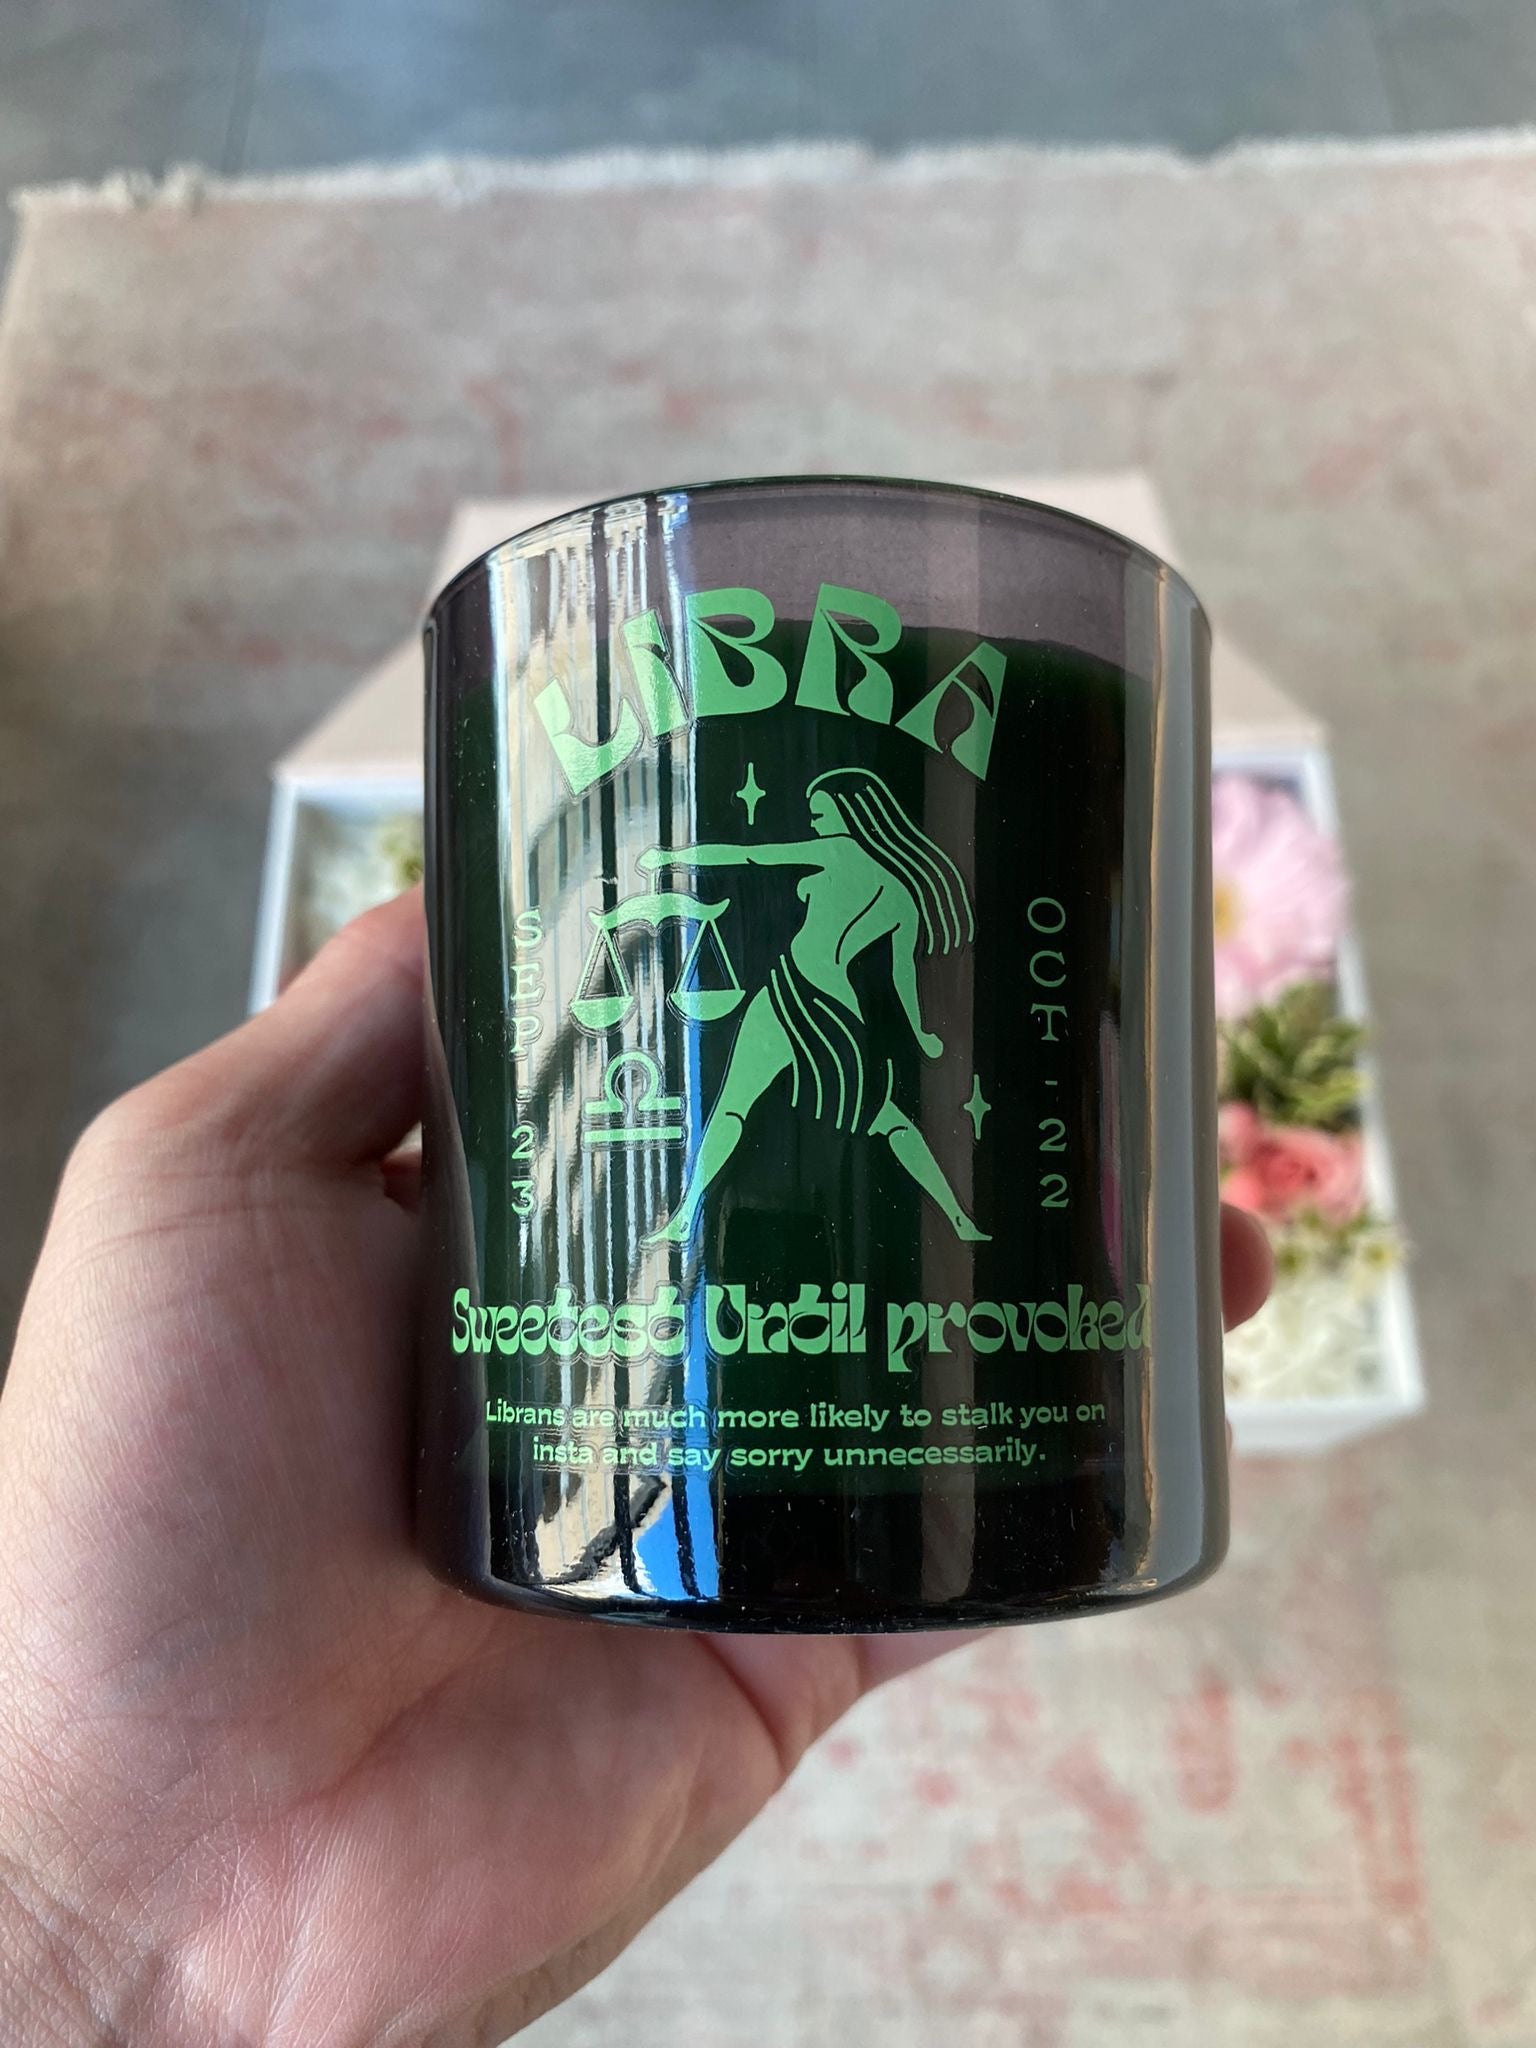 LIBRA
SEP-23
OCT-22
Sweetest Until provoked
Librans are much more likely to stalk you on
insta and say sorry unnecessarily.